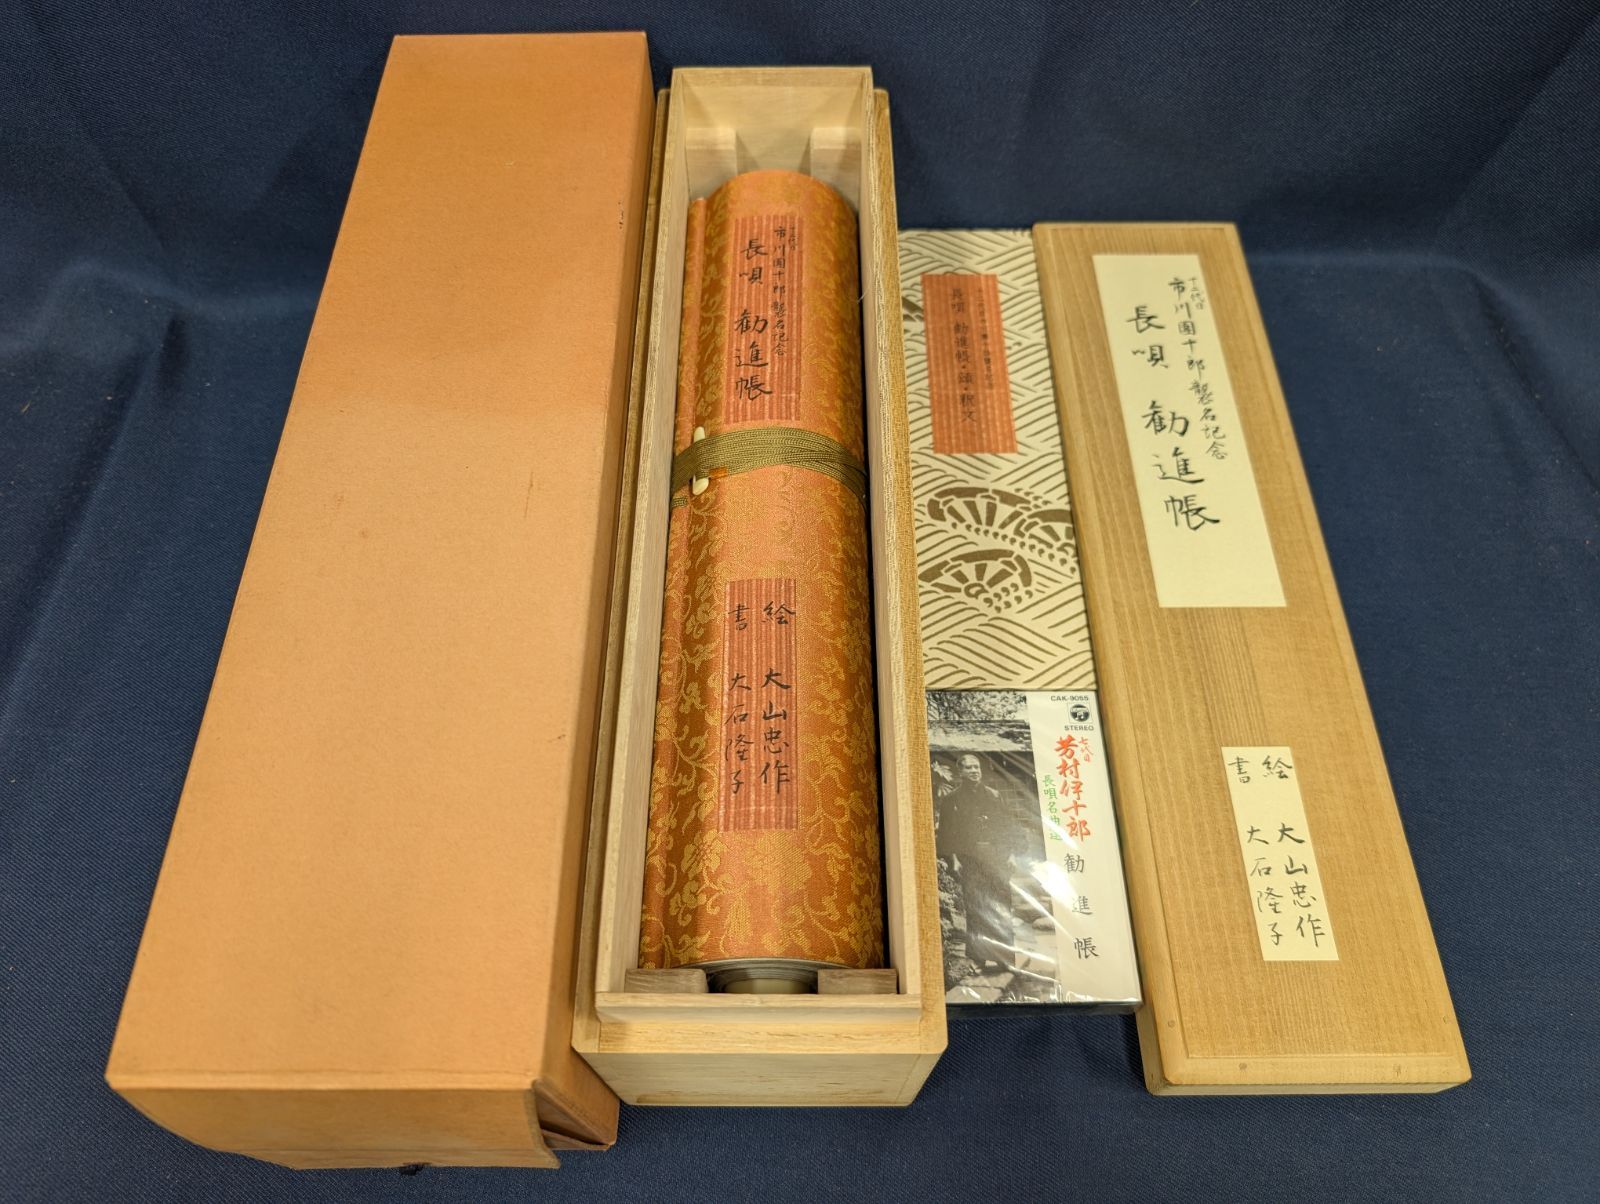 十二代目
市川團十郎 襲名記念
長唄 勧進帳
絵 大山忠作
書 大石隆子
長唄 勧進帳・頌・釈文
CAK-9055
STEREO
七代目
芳村伊十郎
長唄名曲選
勧進帳
十二代目
市川團十郎 襲名記念
長唄 勧進帳
絵 大山忠作
書 大石隆子